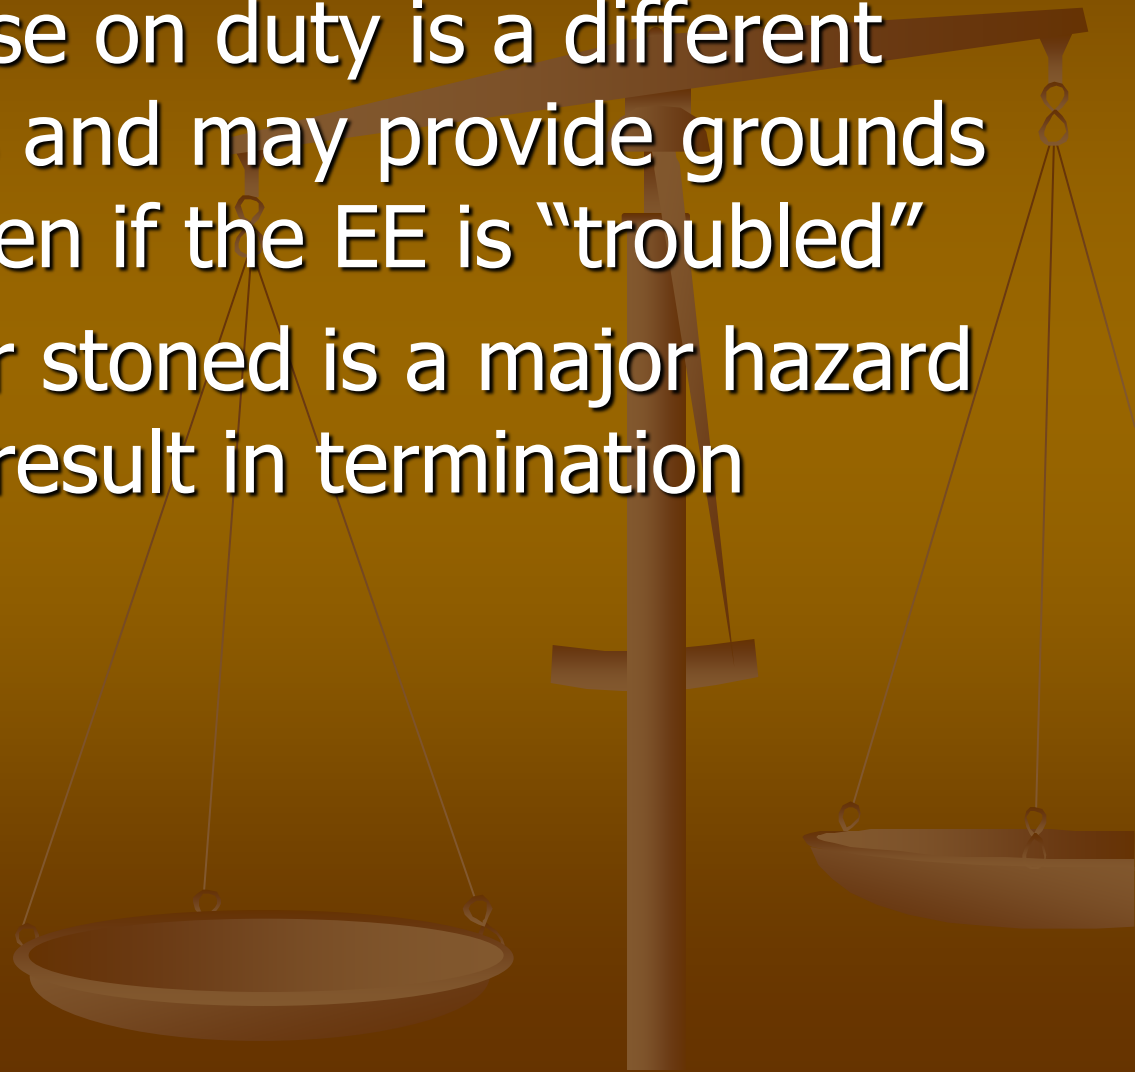 se on duty is a different
and may provide grounds
en if the EE is “troubled”
r stoned is a major hazard
result in termination